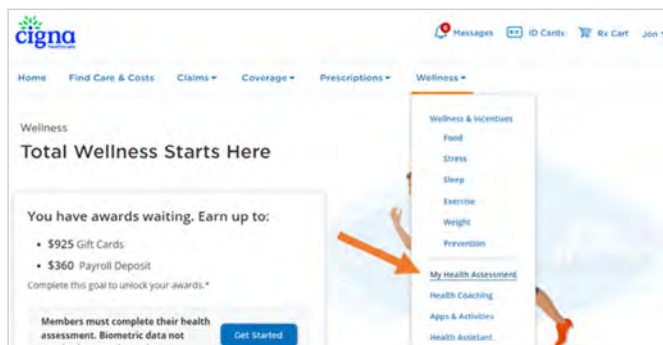 cigna
healthcare
Messages ID Cards Rx Cart Jon
Home Find Care & Costs Claims Coverage Prescriptions Wellness
Wellness
Total Wellness Starts Here
You have awards waiting. Earn up to:
• $925 Gift Cards
• $360 Payroll Deposit
Complete this goal to unlock your awards.*
Members must complete their health
assessment. Biometric data not
Get Started
Wellness & Incentives
Food
Stress
Sleep
Exercise
Weight
Prevention
My Health Assessment
Health Coaching
Apps & Activities
Health Assistant